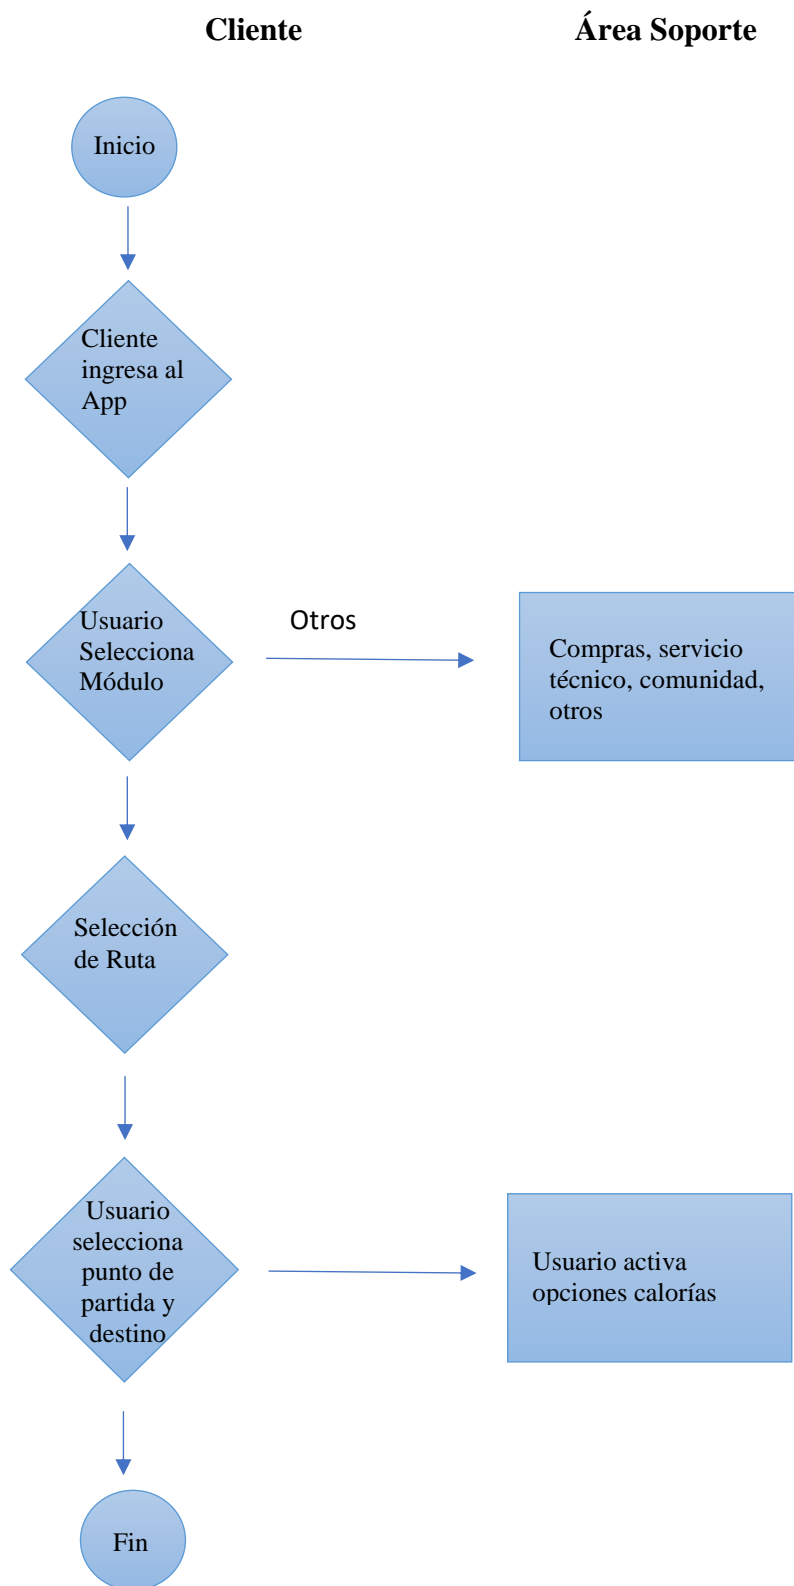 Cliente
Área Soporte
Inicio
Cliente
ingresa al
App
Usuario
Selecciona
Módulo
Otros
Compras, servicio
técnico, comunidad,
otros
Selección
de Ruta
Usuario
selecciona
punto de
partida y
destino
Usuario activa
opciones calorías
Fin